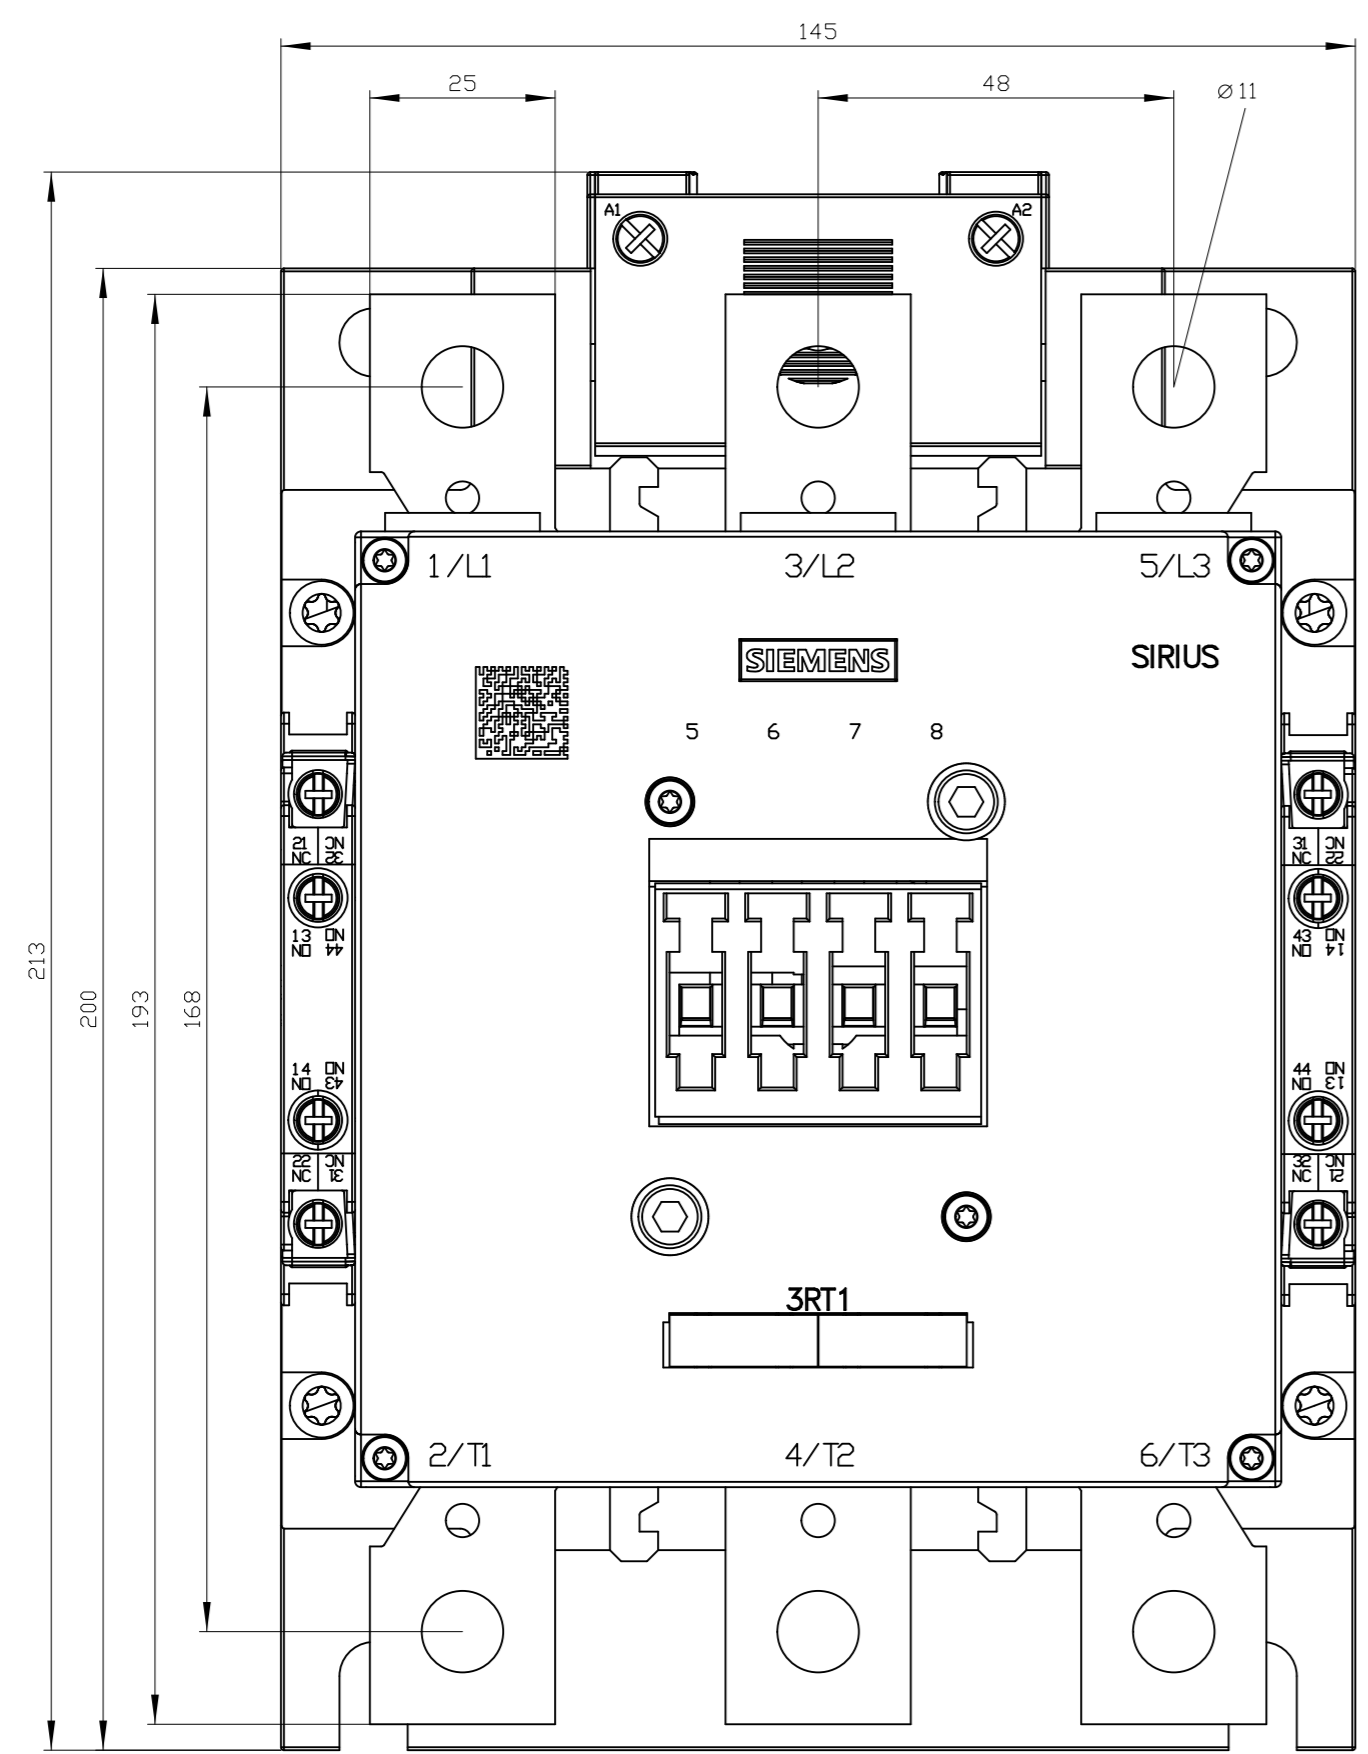 145
25 48 ⌀11
A1 A2
1/L1 3/L2 5/L3
SIEMENS SIRIUS
5 6 7 8
21 NC
32 NC
31 NC
22 NC
13 NO
44 NO
43 NO
14 NO
213
200
193
168
14 NO
43 NO
44 NO
13 NO
22 NC
31 NC
32 NC
21 NC
3RT1
2/T1 4/T2 6/T3